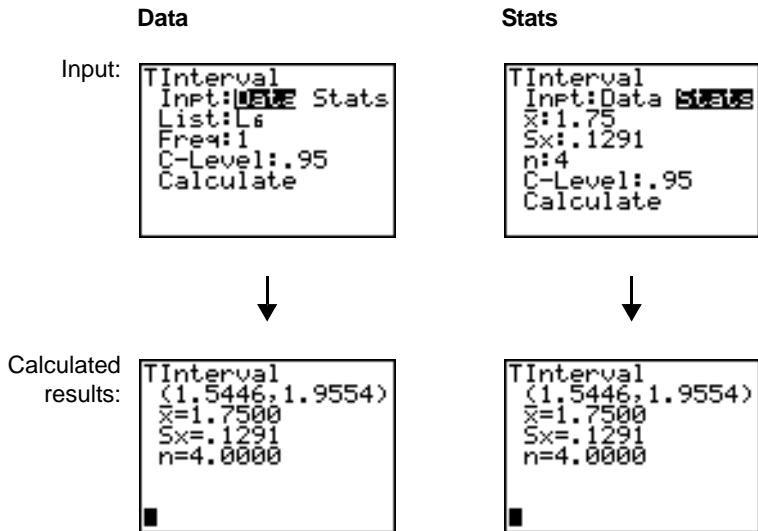 Data
Stats
Input:
TInterval
Inpt:Data Stats
List:L6
Freq:1
C-Level:.95
Calculate
TInterval
Inpt:Data Stats
x̄:1.75
Sx:.1291
n:4
C-Level:.95
Calculate
Calculated
results:
TInterval
(1.5446,1.9554)
x̄=1.7500
Sx=.1291
n=4.0000
TInterval
(1.5446,1.9554)
x̄=1.7500
Sx=.1291
n=4.0000